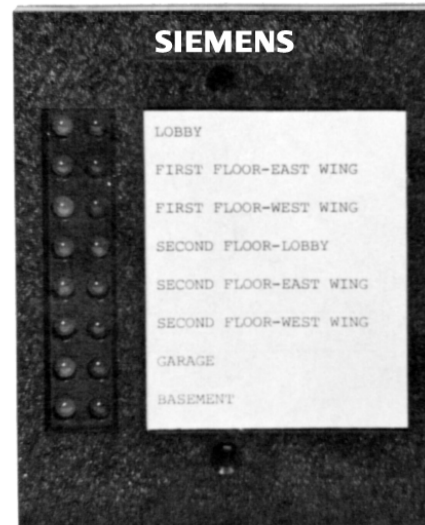 SIEMENS
LOBBY
FIRST FLOOR-EAST WING
FIRST FLOOR-WEST WING
SECOND FLOOR-LOBBY
SECOND FLOOR-EAST WING
SECOND FLOOR-WEST WING
GARAGE
BASEMENT